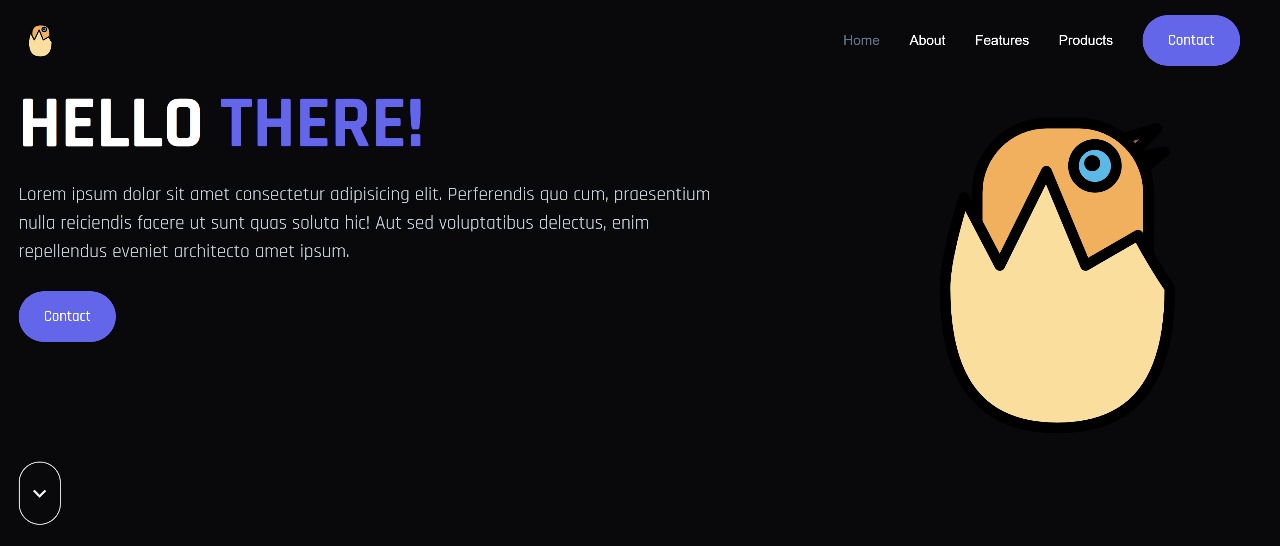 Home About Features Products Contact
HELLO THERE!
Lorem ipsum dolor sit amet consectetur adipisicing elit. Perferendis quo cum, praesentium
nulla reiciendis facere ut sunt quas soluta hic! Aut sed voluptatibus delectus, enim
repellendus eveniet architecto amet ipsum.
Contact